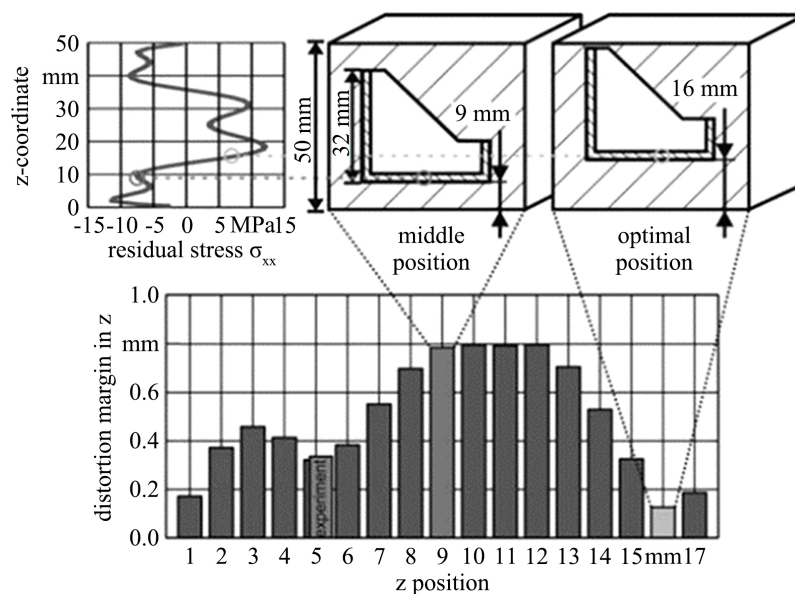 50
mm
30
20
10
0
z-coordinate
-15 -10 -5 0 5 MPa 15
residual stress σxx
50 mm
32 mm
9 mm
16 mm
middle
position
optimal
position
1.0
mm
0.6
0.4
0.2
0.0
distortion margin in z
experiment
1 2 3 4 5 6 7 8 9 10 11 12 13 14 15 mm 17
z position